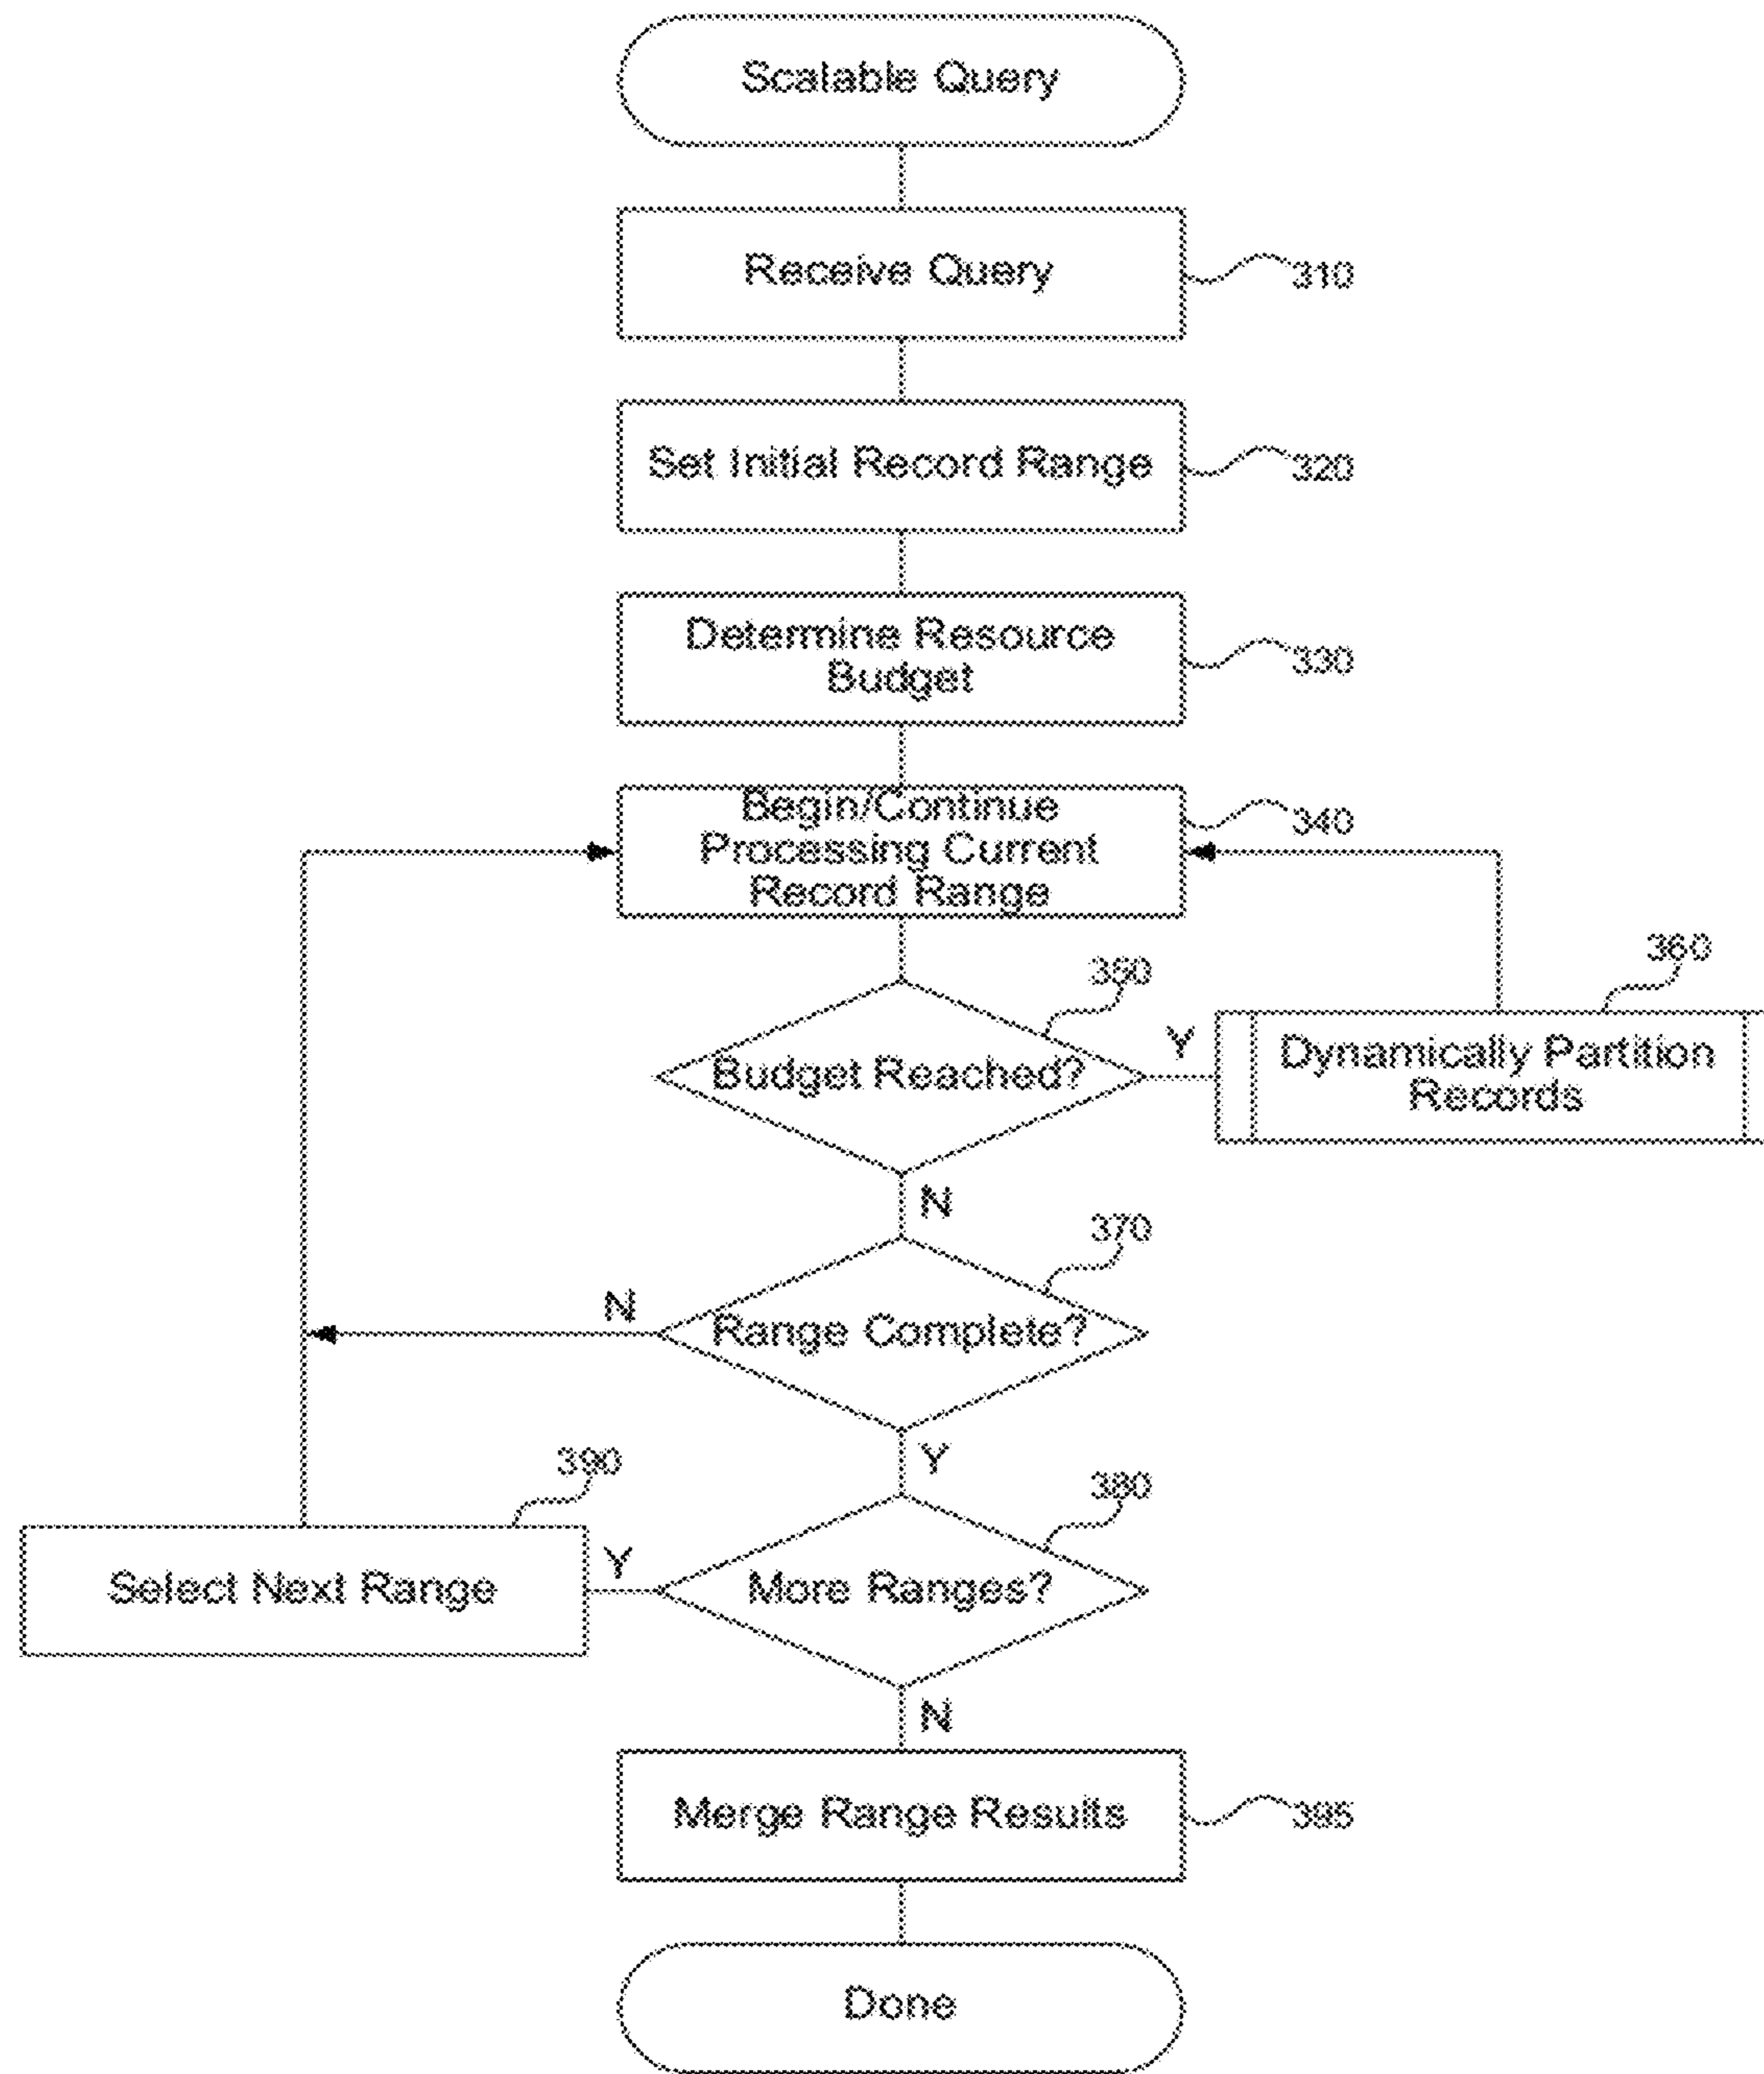 Scalable Query
Receive Query
310
Set Initial Record Range
320
Determine Resource
Budget
330
Begin/Continue
Processing Current
Record Range
340
350
360
Budget Reached?
Y
Dynamically Partition
Records
N
370
N
Range Complete?
Y
390
380
Select Next Range
Y
More Ranges?
N
Merge Range Results
395
Done